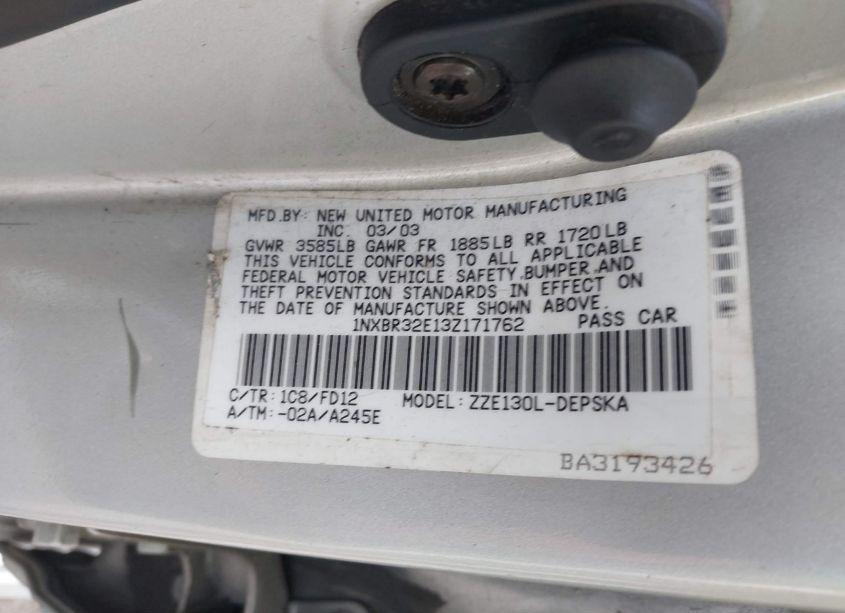 MFD.BY: NEW UNITED MOTOR MANUFACTURING
INC. 03/03
GVWR 3585LB GAWR FR 1885LB RR 1720LB
THIS VEHICLE CONFORMS TO ALL APPLICABLE
FEDERAL MOTOR VEHICLE SAFETY,BUMPER,AND
THEFT PREVENTION STANDARDS IN EFFECT ON
THE DATE OF MANUFACTURE SHOWN ABOVE.
1NXBR32E13Z171762 PASS CAR
C/TR:1C8/FD12 MODEL: ZZE130L-DEPSKA
A/TM:-02A/A245E
BA3193426